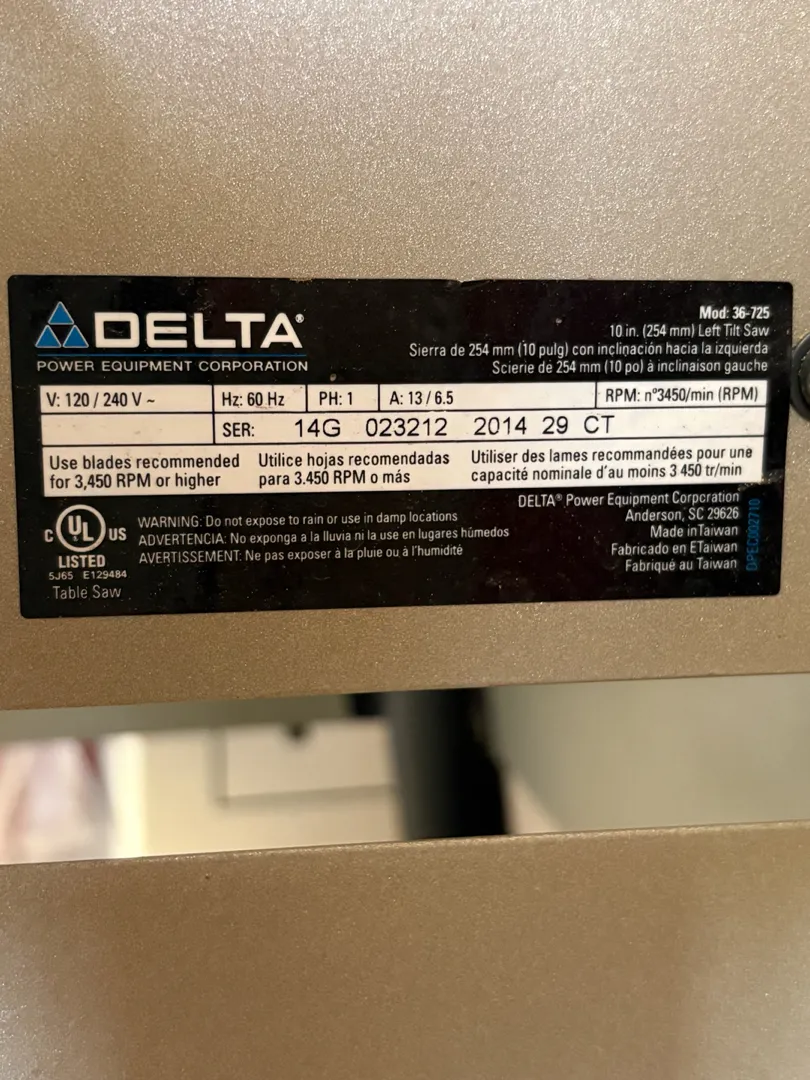 DELTA®
POWER EQUIPMENT CORPORATION
Mod: 36-725
10 in. (254 mm) Left Tilt Saw
Sierra de 254 mm (10 pulg) con inclinación hacia la izquierda
Scierie de 254 mm (10 po) à inclinaison gauche
V: 120 / 240 V ~ Hz: 60 Hz PH: 1 A: 13 / 6.5 RPM: n°3450/min (RPM)
SER: 14G 023212 2014 29 CT
Use blades recommended
for 3,450 RPM or higher
Utilice hojas recomendadas
para 3.450 RPM o más
Utiliser des lames recommandées pour une
capacité nominale d'au moins 3 450 tr/min
C UL US
LISTED
5J65 E129484
Table Saw
WARNING: Do not expose to rain or use in damp locations
ADVERTENCIA: No exponga a la lluvia ni la use en lugares húmedos
AVERTISSEMENT: Ne pas exposer à la pluie ou à l'humidité
DELTA® Power Equipment Corporation
Anderson, SC 29626
Made in Taiwan
Fabricado en ETaiwan
Fabriqué au Taiwan
DPEC002710